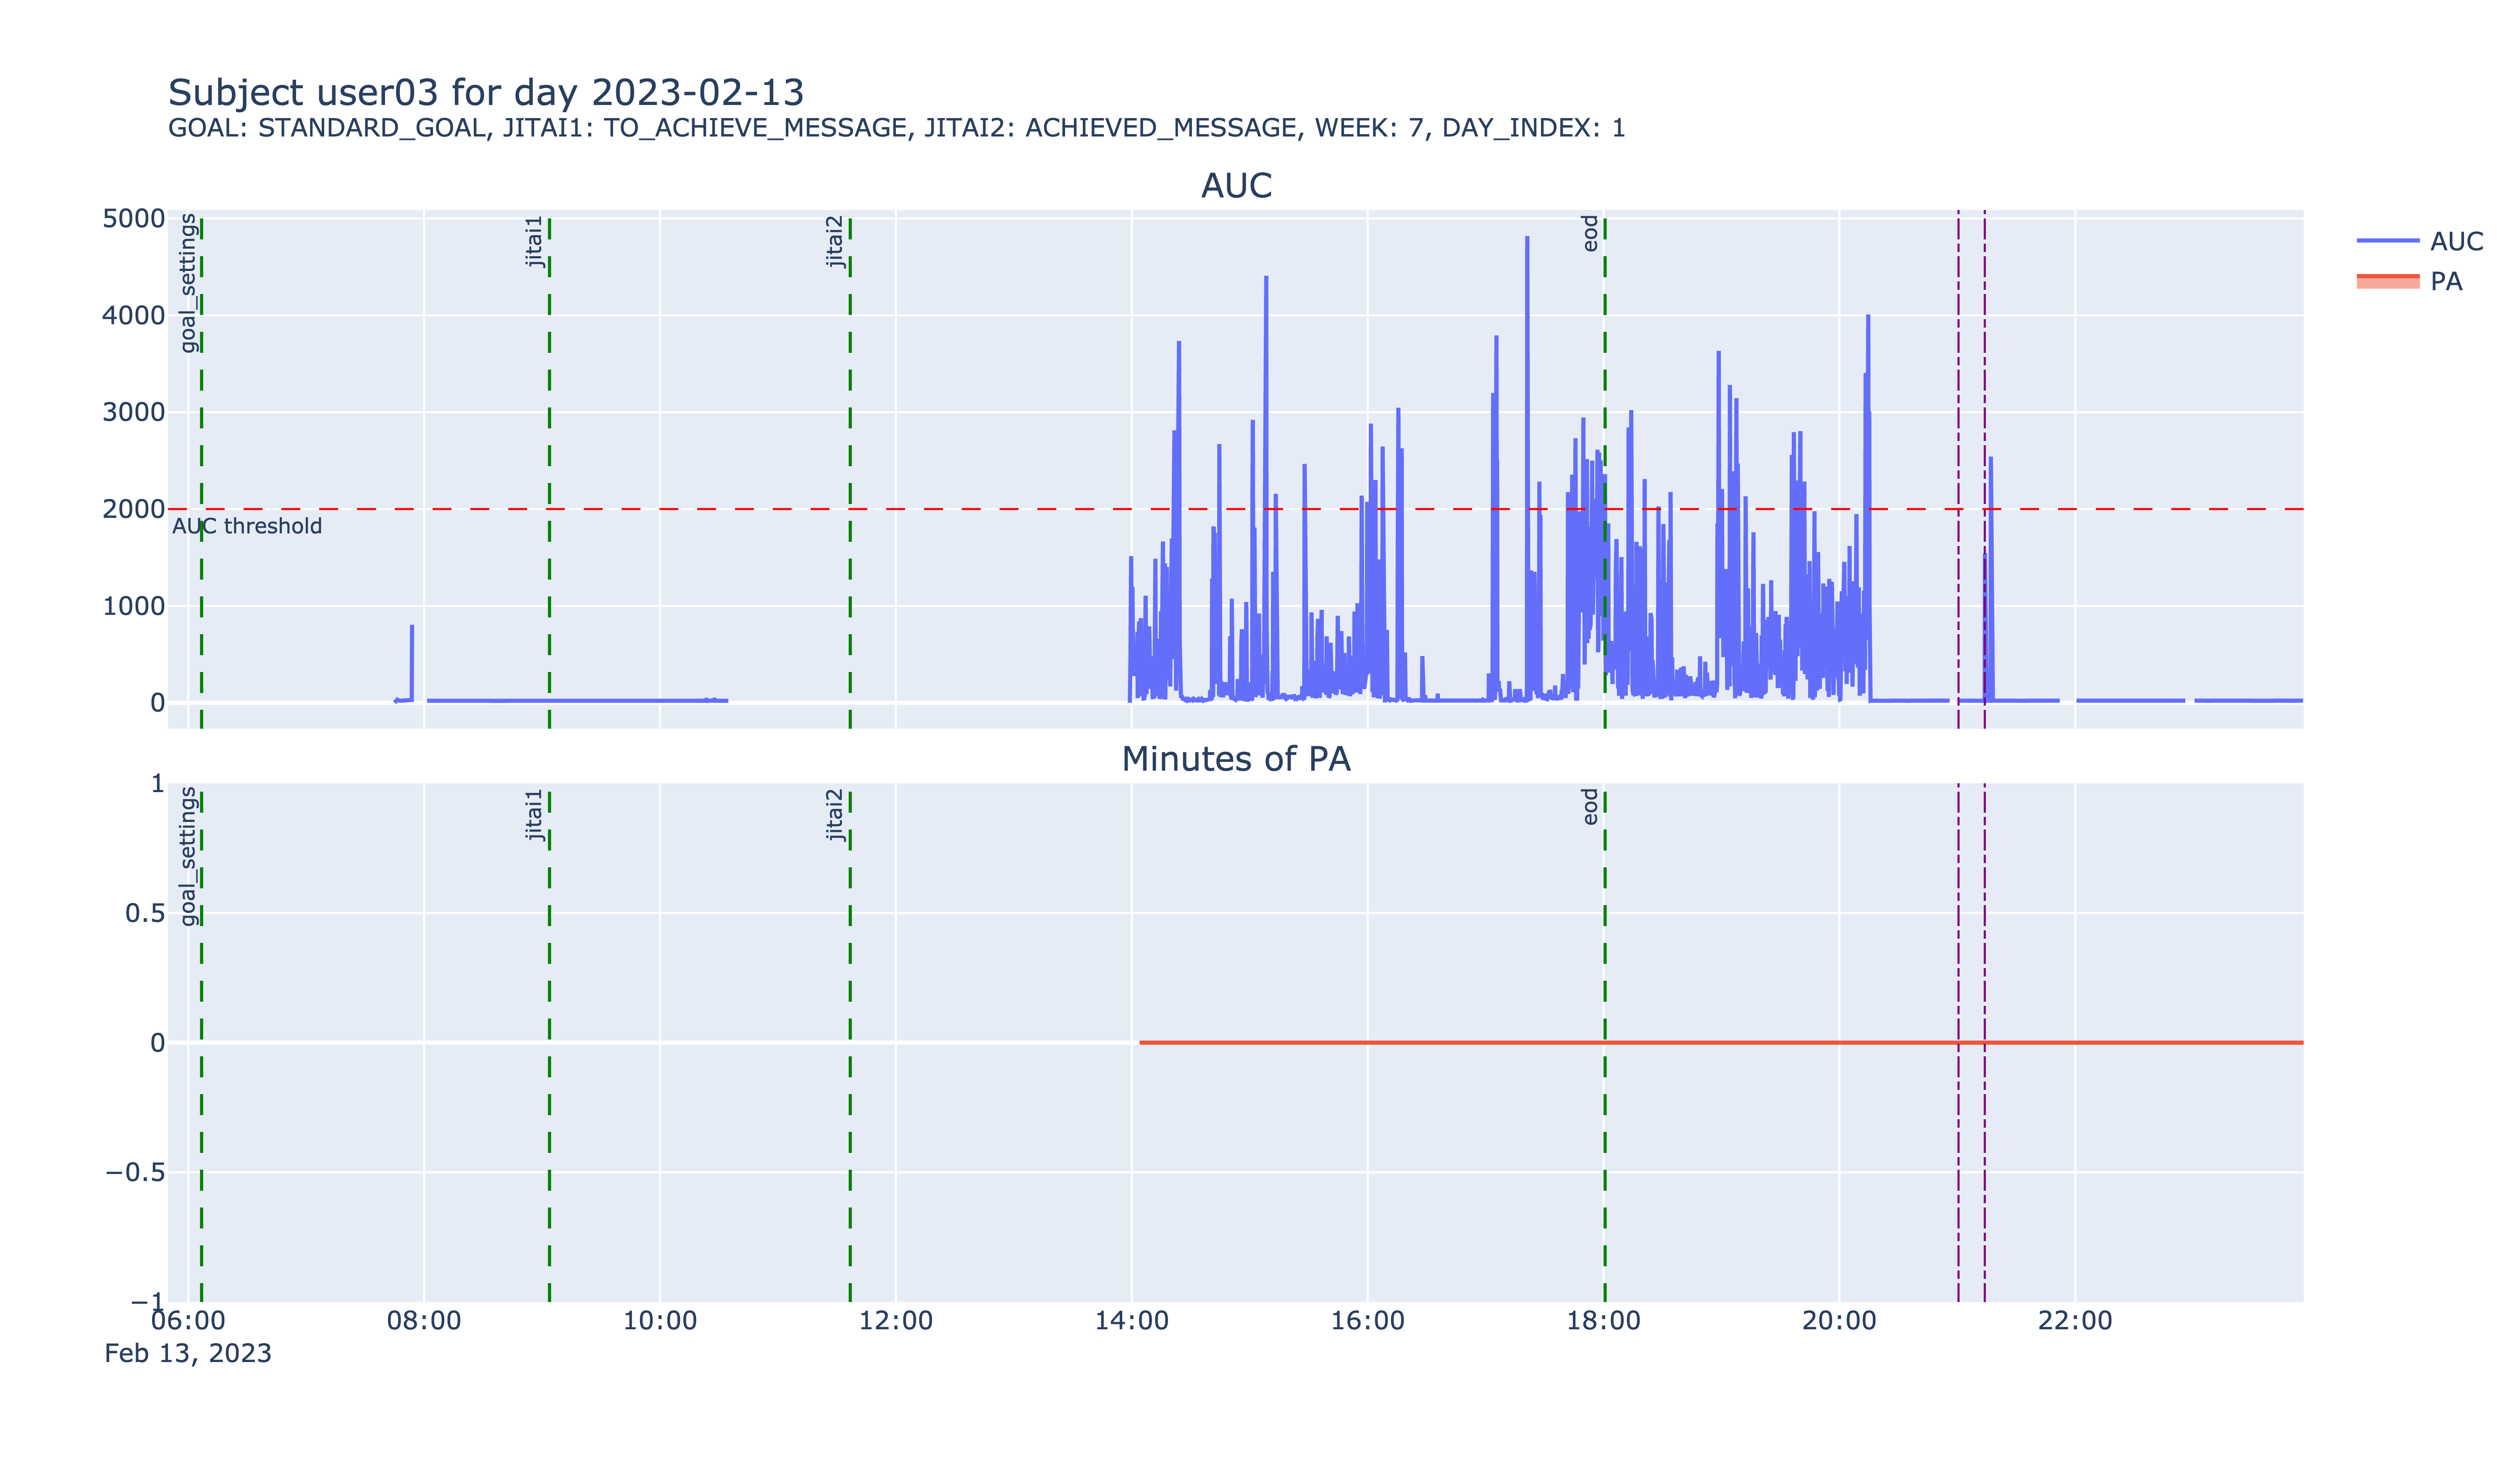 Subject user03 for day 2023-02-13
GOAL: STANDARD_GOAL, JITAI1: TO_ACHIEVE_MESSAGE, JITAI2: ACHIEVED_MESSAGE, WEEK: 7, DAY_INDEX: 1
AUC
5000
4000
3000
2000
1000
0
goal_settings
jitai1
jitai2
eod
AUC threshold
AUC
PA
Minutes of PA
1
0.5
0
−0.5
−1
goal_settings
jitai1
jitai2
eod
06:00
08:00
10:00
12:00
14:00
16:00
18:00
20:00
22:00
Feb 13, 2023